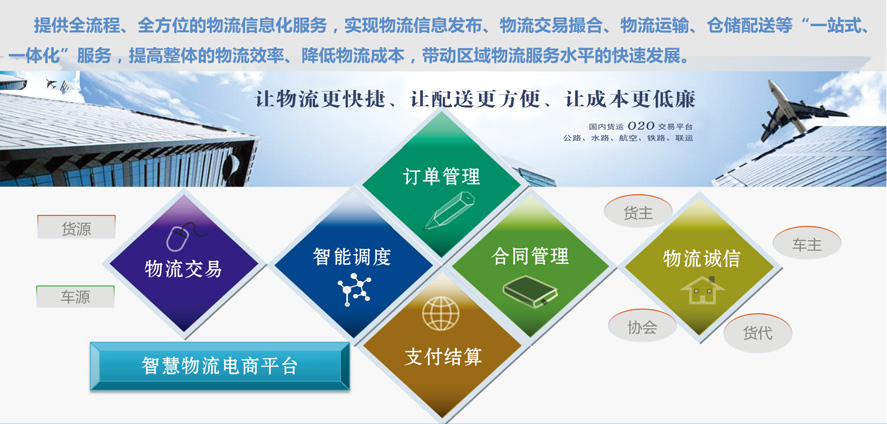 提供全流程、全方位的物流信息化服务，实现物流信息发布、物流交易撮合、物流运输、仓储配送等“一站式、
一体化”服务，提高整体的物流效率、降低物流成本，带动区域物流服务水平的快速发展。
让物流更快捷、让配送更方便、让成本更低廉
国内货运 O2O 交易平台
公路、水路、航空、铁路、联运
订单管理
货源
车源
物流交易
智能调度
合同管理
支付结算
货主
车主
物流诚信
协会
货代
智慧物流电商平台